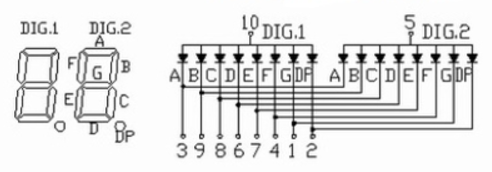 DIG.1 DIG.2
A
F B
G
E C
D
DP
10 DIG.1 5 DIG.2
A B C D E F G DP A B C D E F G DP
3 9 8 6 7 4 1 2